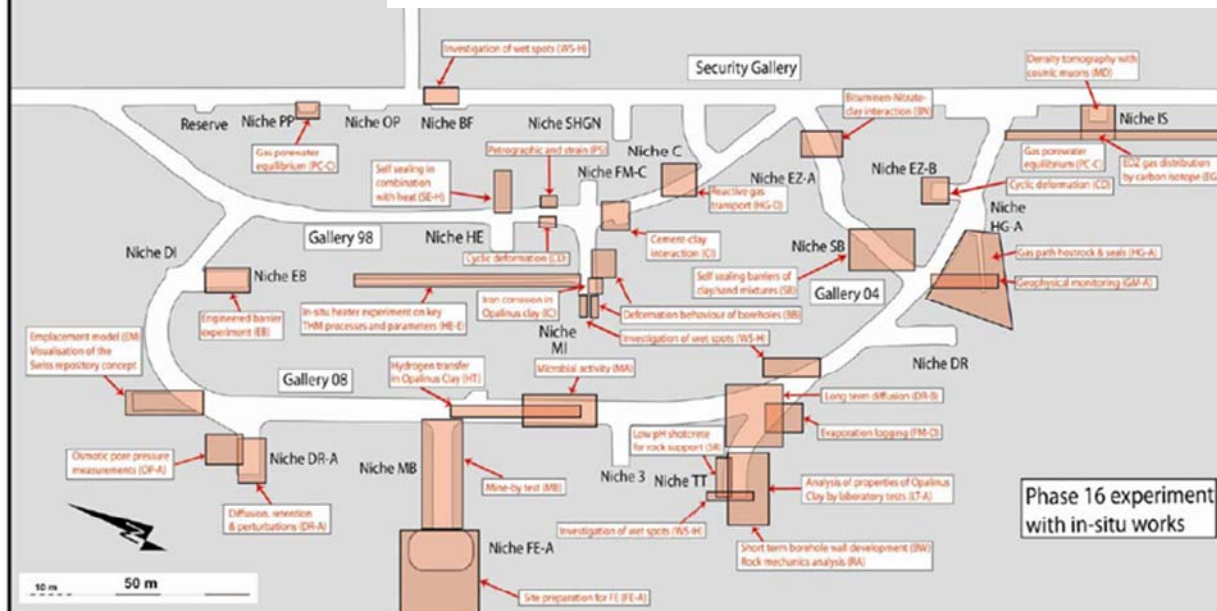 Investigation of wet spots (WS-H)
Security Gallery
Density tomography with
cosmic muons (MD)
Bituminen-Nitrate-
clay interaction (BN)
Reserve
Niche PP
Niche OP
Niche BF
Niche SHGN
Niche IS
Gas porewater
equilibrium (PC-C)
Petrographic and strain (PS)
Niche C
Niche FM-C
Self sealing in
combination
with heat (SE-H)
Reactive gas
transport (HG-D)
Niche EZ-A
Niche EZ-B
Gas porewater
equilibrium (PC-C)
EDZ gas distribution
by carbon isotope (EG
Cyclic deformation (CD)
Niche
HG-A
Gallery 98
Niche HE
Cyclic deformation (CD)
Cement-clay
interaction (CI)
Niche SB
Gas path hostrock & seals (HG-A)
Niche DI
Niche EB
Self sealing barriers of
clay/sand mixtures (SB)
Gallery 04
Geophysical monitoring (GM-A)
Engineered barrier
experiment (EB)
In-situ heater experiment on key
THM processes and parameters (HE-E)
Iron corrosion in
Opalinus clay (IC)
Deformation behaviour of boreholes (BB)
Niche
MI
Investigation of wet spots (WS-H)
Emplacement model (EM)
Visualisation of the
Swiss repository concept
Niche DR
Gallery 08
Hydrogen transfer
in Opalinus Clay (HT)
Microbial activity (MA)
Long term diffusion (DR-B)
Evaporation logging (FM-D)
Osmotic pore pressure
measurements (OP-A)
Niche DR-A
Niche MB
Low pH shotcrete
for rock support (SR)
Niche 3
Niche TT
Mine-by test (MB)
Analysis of properties of Opalinus
Clay by laboratory tests (LT-A)
Diffusion, retention
& perturbations (DR-A)
Investigation of wet spots (WS-H)
Phase 16 experiment
with in-situ works
N
Niche FE-A
Short term borehole wall development (BW)
Rock mechanics analysis (RA)
10 m
50 m
Site preparation for FE (FE-A)